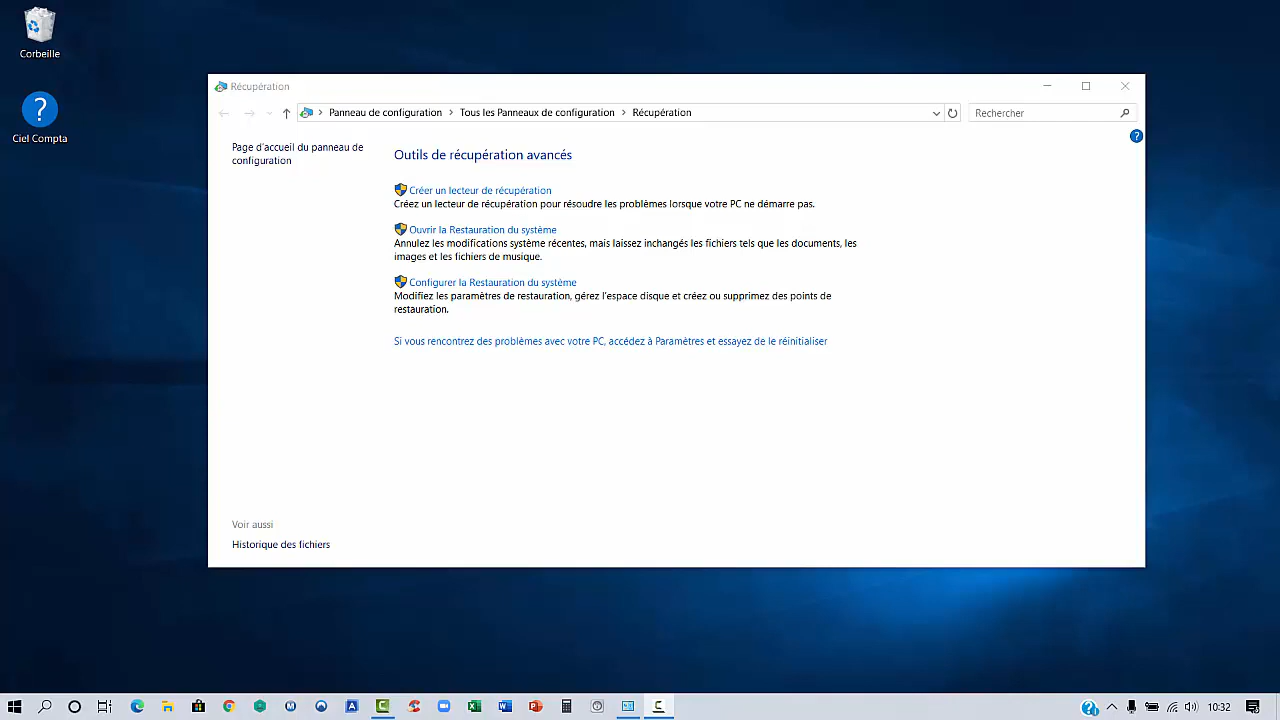 Corbeille
Ciel Compta
Récupération
Panneau de configuration > Tous les Panneaux de configuration > Récupération
Rechercher
Page d'accueil du panneau de
configuration
Outils de récupération avancés
Créer un lecteur de récupération
Créez un lecteur de récupération pour résoudre les problèmes lorsque votre PC ne démarre pas.
Ouvrir la Restauration du système
Annulez les modifications système récentes, mais laissez inchangés les fichiers tels que les documents, les
images et les fichiers de musique.
Configurer la Restauration du système
Modifiez les paramètres de restauration, gérez l'espace disque et créez ou supprimez des points de
restauration.
Si vous rencontrez des problèmes avec votre PC, accédez à Paramètres et essayez de le réinitialiser
Voir aussi
Historique des fichiers
10:32